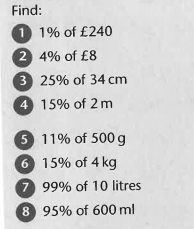 Find:
1 1% of £240
2 4% of £8
3 25% of 34 cm
4 15% of 2 m
5 11% of 500 g
6 15% of 4 kg
7 99% of 10 litres
8 95% of 600 ml